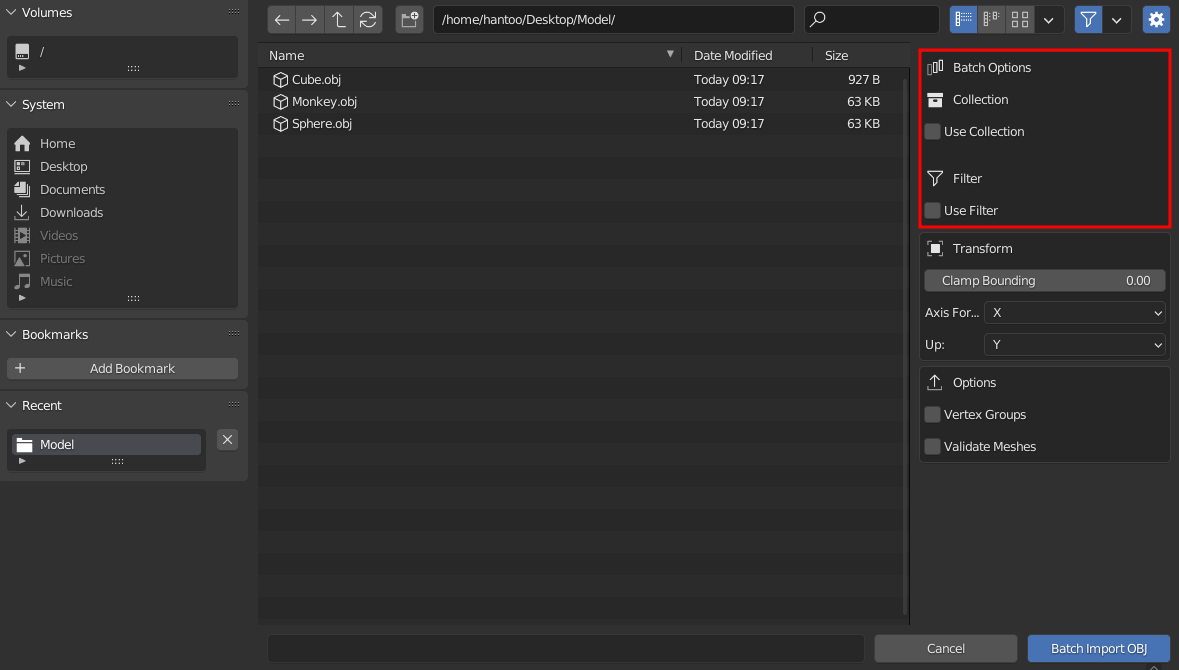 Volumes
/
System
Home
Desktop
Documents
Downloads
Videos
Pictures
Music
Bookmarks
Add Bookmark
Recent
Model
/home/hantoo/Desktop/Model/
Name Date Modified Size
Cube.obj Today 09:17 927 B
Monkey.obj Today 09:17 63 KB
Sphere.obj Today 09:17 63 KB
Batch Options
Collection
Use Collection
Filter
Use Filter
Transform
Clamp Bounding 0.00
Axis For... X
Up: Y
Options
Vertex Groups
Validate Meshes
Cancel Batch Import OBJ